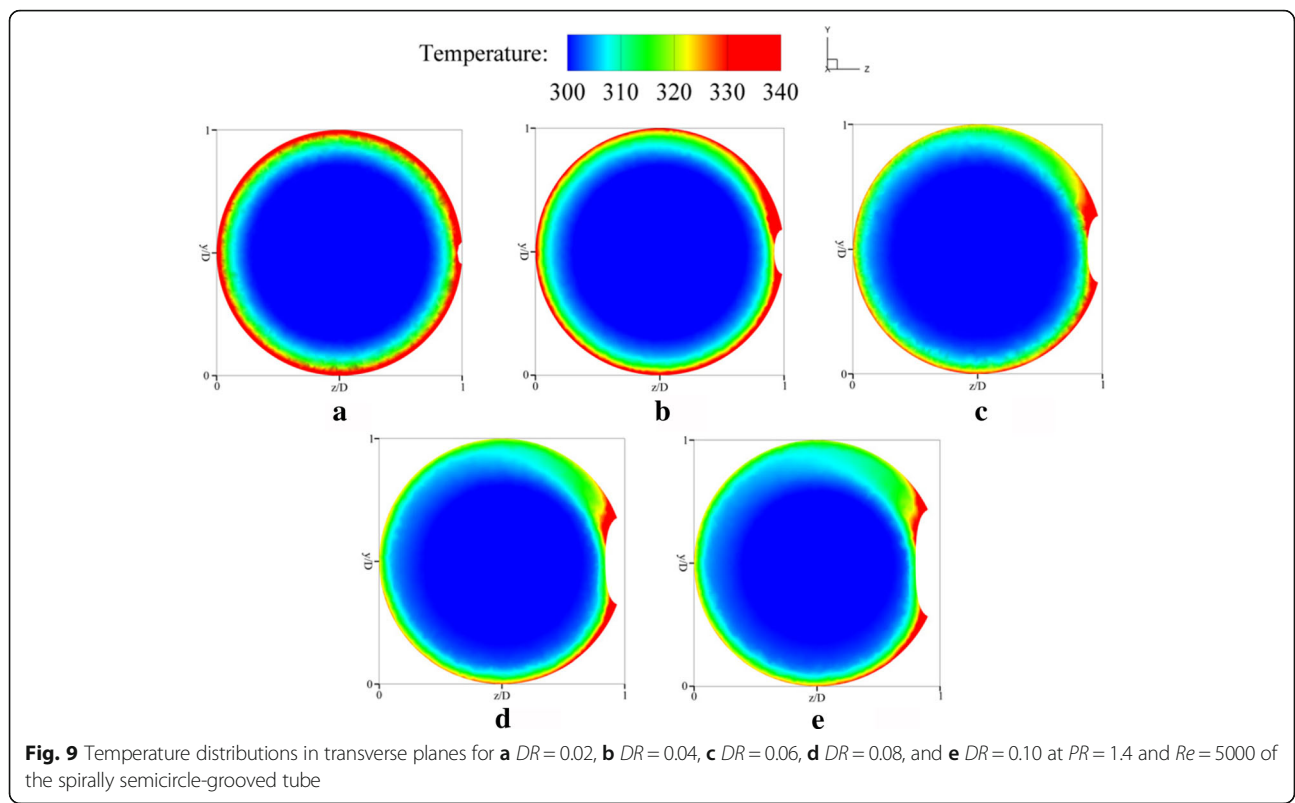 Y
Temperature:
X Z
300 310 320 330 340
1
y/D
0
0 z/D 1
a
1
y/D
0
0 z/D 1
b
1
y/D
0
0 z/D 1
c
1
y/D
0
0 z/D 1
d
1
y/D
0
0 z/D 1
e
Fig. 9 Temperature distributions in transverse planes for a DR = 0.02, b DR = 0.04, c DR = 0.06, d DR = 0.08, and e DR = 0.10 at PR = 1.4 and Re = 5000 of
the spirally semicircle-grooved tube